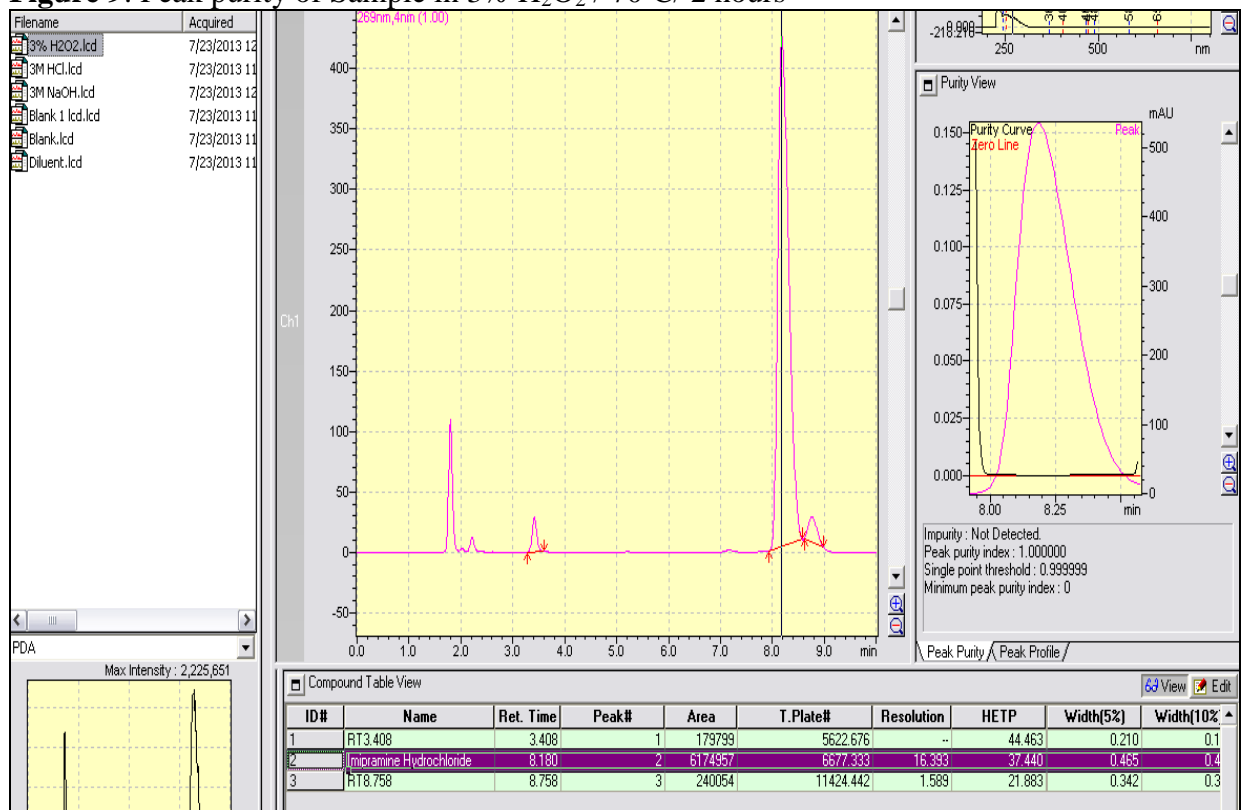 Figure 9: Peak purity of Sample in 3% H2O2 / 70°C/ 2 hours
Filename Acquired
3% H2O2.lcd 7/23/2013 12
3M HCl.lcd 7/23/2013 11
3M NaOH.lcd 7/23/2013 12
Blank 1 lcd.lcd 7/23/2013 11
Blank.lcd 7/23/2013 11
Diluent.lcd 7/23/2013 11
PDA
Max Intensity : 2,225,651
269nm,4nm (1.00)
400
350
300
250
200
150
100
50
0
-50
Ch1
0.0 1.0 2.0 3.0 4.0 5.0 6.0 7.0 8.0 9.0 min
250 500 nm
Purity View
mAU
Purity Curve Peak
Zero Line
0.150
0.125
0.100
0.075
0.050
0.025
0.000
500
400
300
200
100
0
8.00 8.25 min
Impurity : Not Detected.
Peak purity index : 1.000000
Single point threshold : 0.999999
Minimum peak purity index : 0
Peak Purity Peak Profile
Compound Table View View Edit
ID# Name Ret. Time Peak# Area T.Plate# Resolution HETP Width(5%) Width(10%
1 RT3.408 3.408 1 179799 5622.676 -- 44.463 0.210 0.1
2 Imipramine Hydrochloride 8.180 2 6174957 6677.333 16.393 37.440 0.465 0.4
3 RT8.758 8.758 3 240054 11424.442 1.589 21.883 0.342 0.3